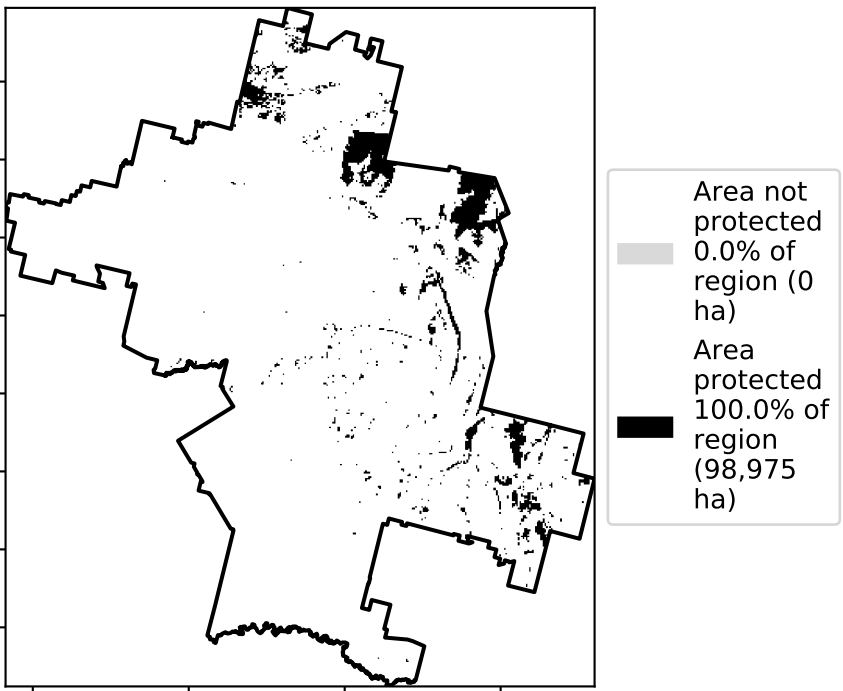 Area not
protected
0.0% of
region (0
ha)
Area
protected
100.0% of
region
(98,975
ha)